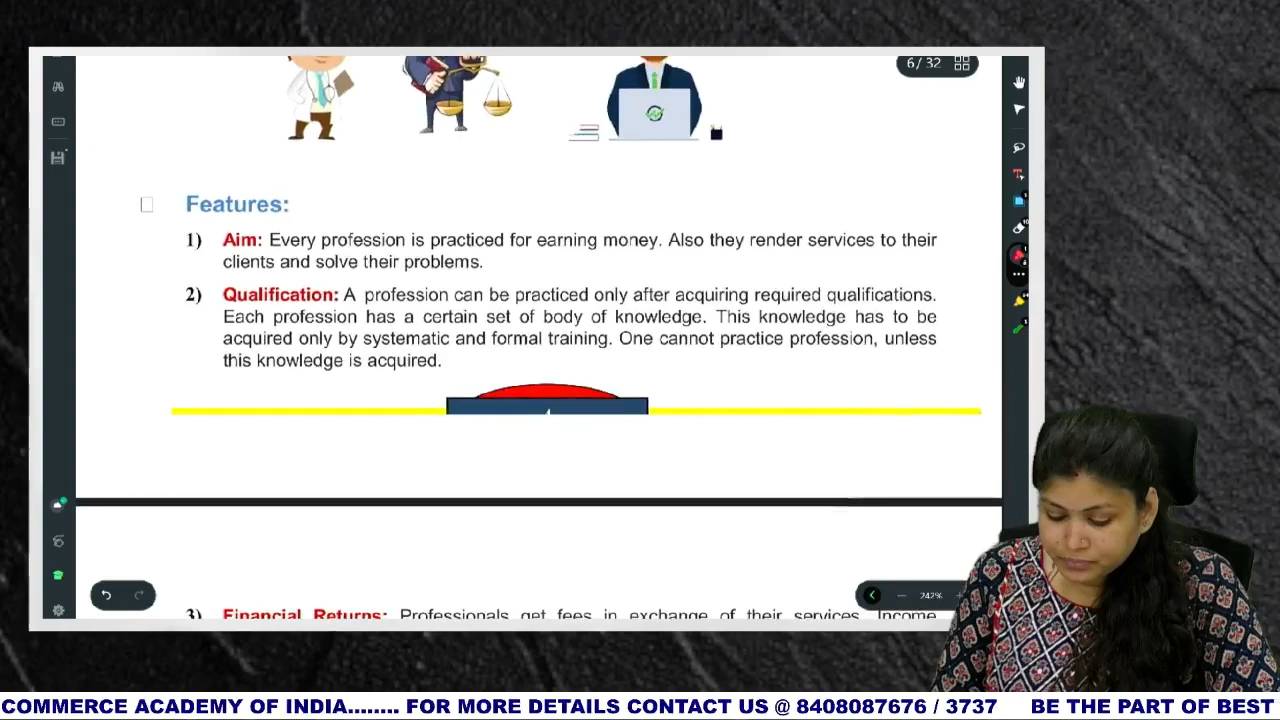 6 / 32
Features:
1) Aim: Every profession is practiced for earning money. Also they render services to their
clients and solve their problems.
2) Qualification: A profession can be practiced only after acquiring required qualifications.
Each profession has a certain set of body of knowledge. This knowledge has to be
acquired only by systematic and formal training. One cannot practice profession, unless
this knowledge is acquired.
242%
3) Financial Returns: Professionals get fees in exchange of their services. Income
COMMERCE ACADEMY OF INDIA........ FOR MORE DETAILS CONTACT US @ 8408087676 / 3737 BE THE PART OF BEST